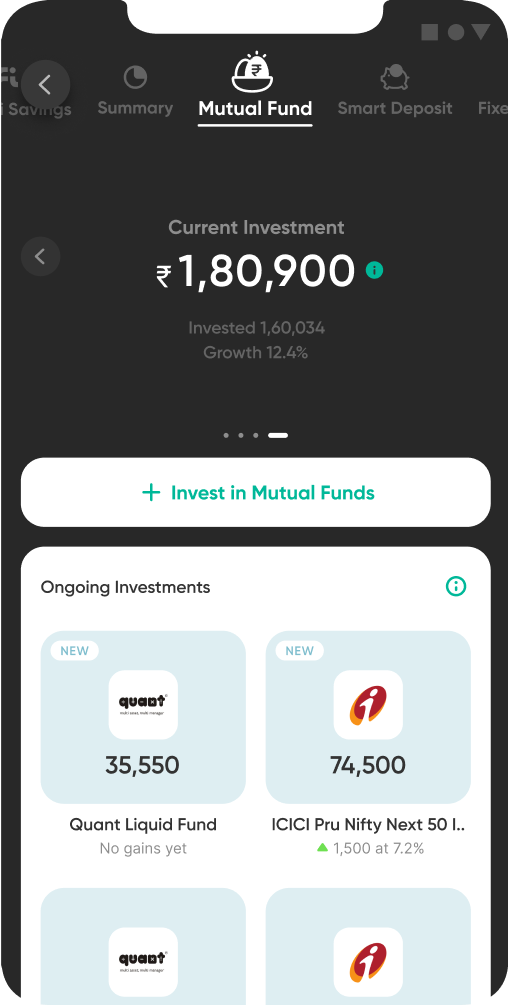 Fi
i Savings
Summary
Mutual Fund
Smart Deposit
Fixe
Current Investment
₹1,80,900
Invested 1,60,034
Growth 12.4%
+ Invest in Mutual Funds
Ongoing Investments
NEW
NEW
quant
multi asset, multi manager
35,550
74,500
Quant Liquid Fund
ICICI Pru Nifty Next 50 I..
No gains yet
1,500 at 7.2%
quant
multi asset, multi manager